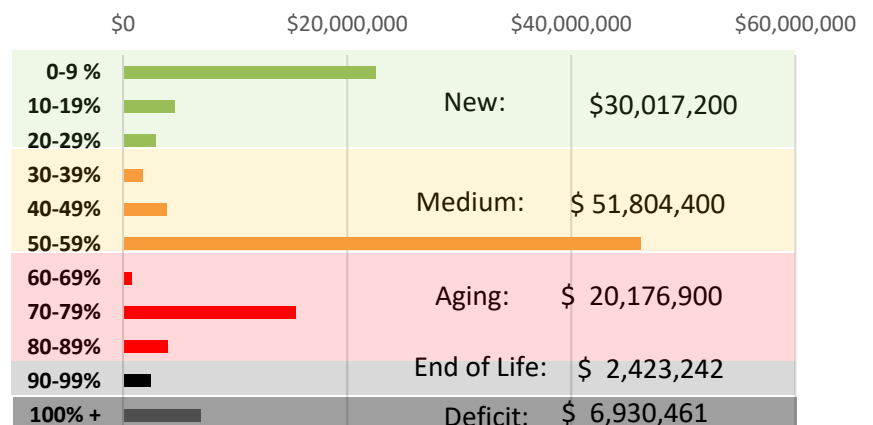 $0 $20,000,000 $40,000,000 $60,000,000
0-9 %
10-19% New: $30,017,200
20-29%
30-39%
40-49% Medium: $ 51,804,400
50-59%
60-69%
70-79% Aging: $ 20,176,900
80-89%
90-99% End of Life: $ 2,423,242
100% + Deficit: $ 6,930,461